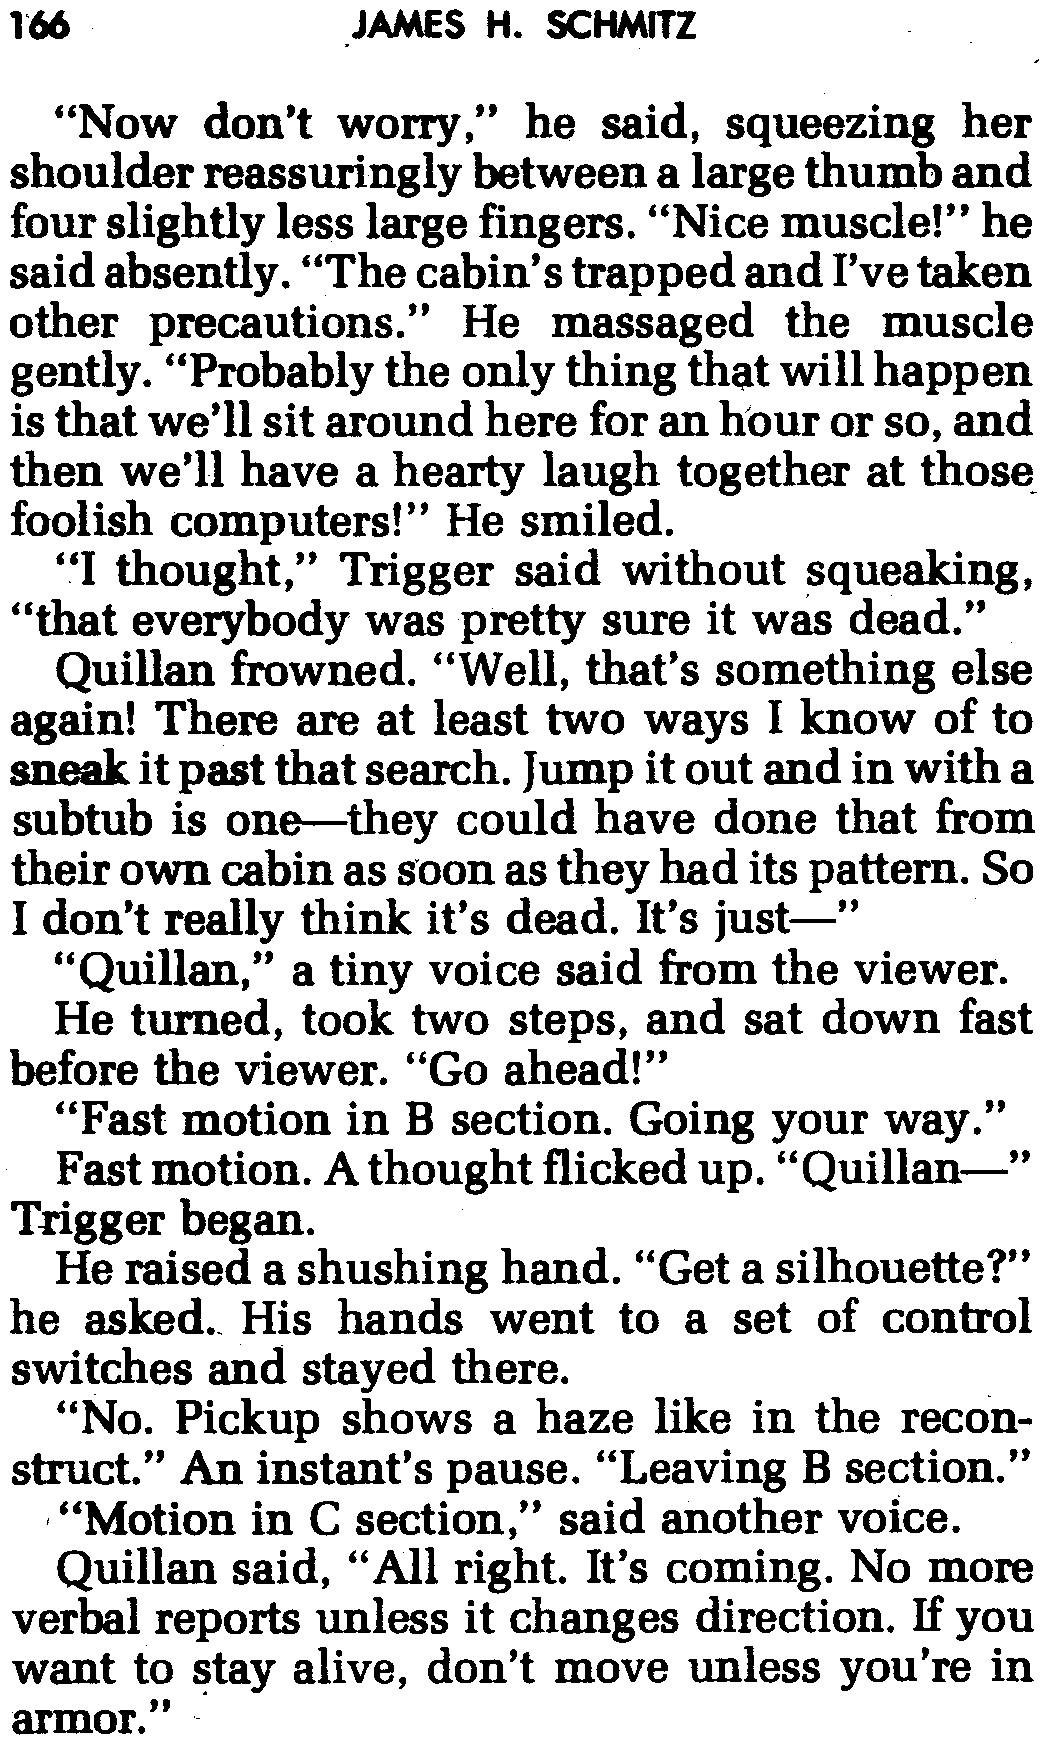 166 JAMES H. SCHMITZ
“Now don't worry,” he said, squeezing her
shoulder reassuringly between a large thumb and
four slightly less large fingers. “Nice muscle!” he
said absently. “The cabin's trapped and I've taken
other precautions.” He massaged the muscle
gently. “Probably the only thing that will happen
is that we'll sit around here for an hour or so, and
then we'll have a hearty laugh together at those
foolish computers!” He smiled.
“I thought,” Trigger said without squeaking,
“that everybody was pretty sure it was dead.”
Quillan frowned. “Well, that's something else
again! There are at least two ways I know of to
sneak it past that search. Jump it out and in with a
subtub is one—they could have done that from
their own cabin as soon as they had its pattern. So
I don't really think it's dead. It's just—”
“Quillan,” a tiny voice said from the viewer.
He turned, took two steps, and sat down fast
before the viewer. “Go ahead!”
“Fast motion in B section. Going your way.”
Fast motion. A thought flicked up. “Quillan—”
Trigger began.
He raised a shushing hand. “Get a silhouette?”
he asked. His hands went to a set of control
switches and stayed there.
“No. Pickup shows a haze like in the recon-
struct.” An instant's pause. “Leaving B section.”
“Motion in C section,” said another voice.
Quillan said, “All right. It's coming. No more
verbal reports unless it changes direction. If you
want to stay alive, don't move unless you're in
armor.”